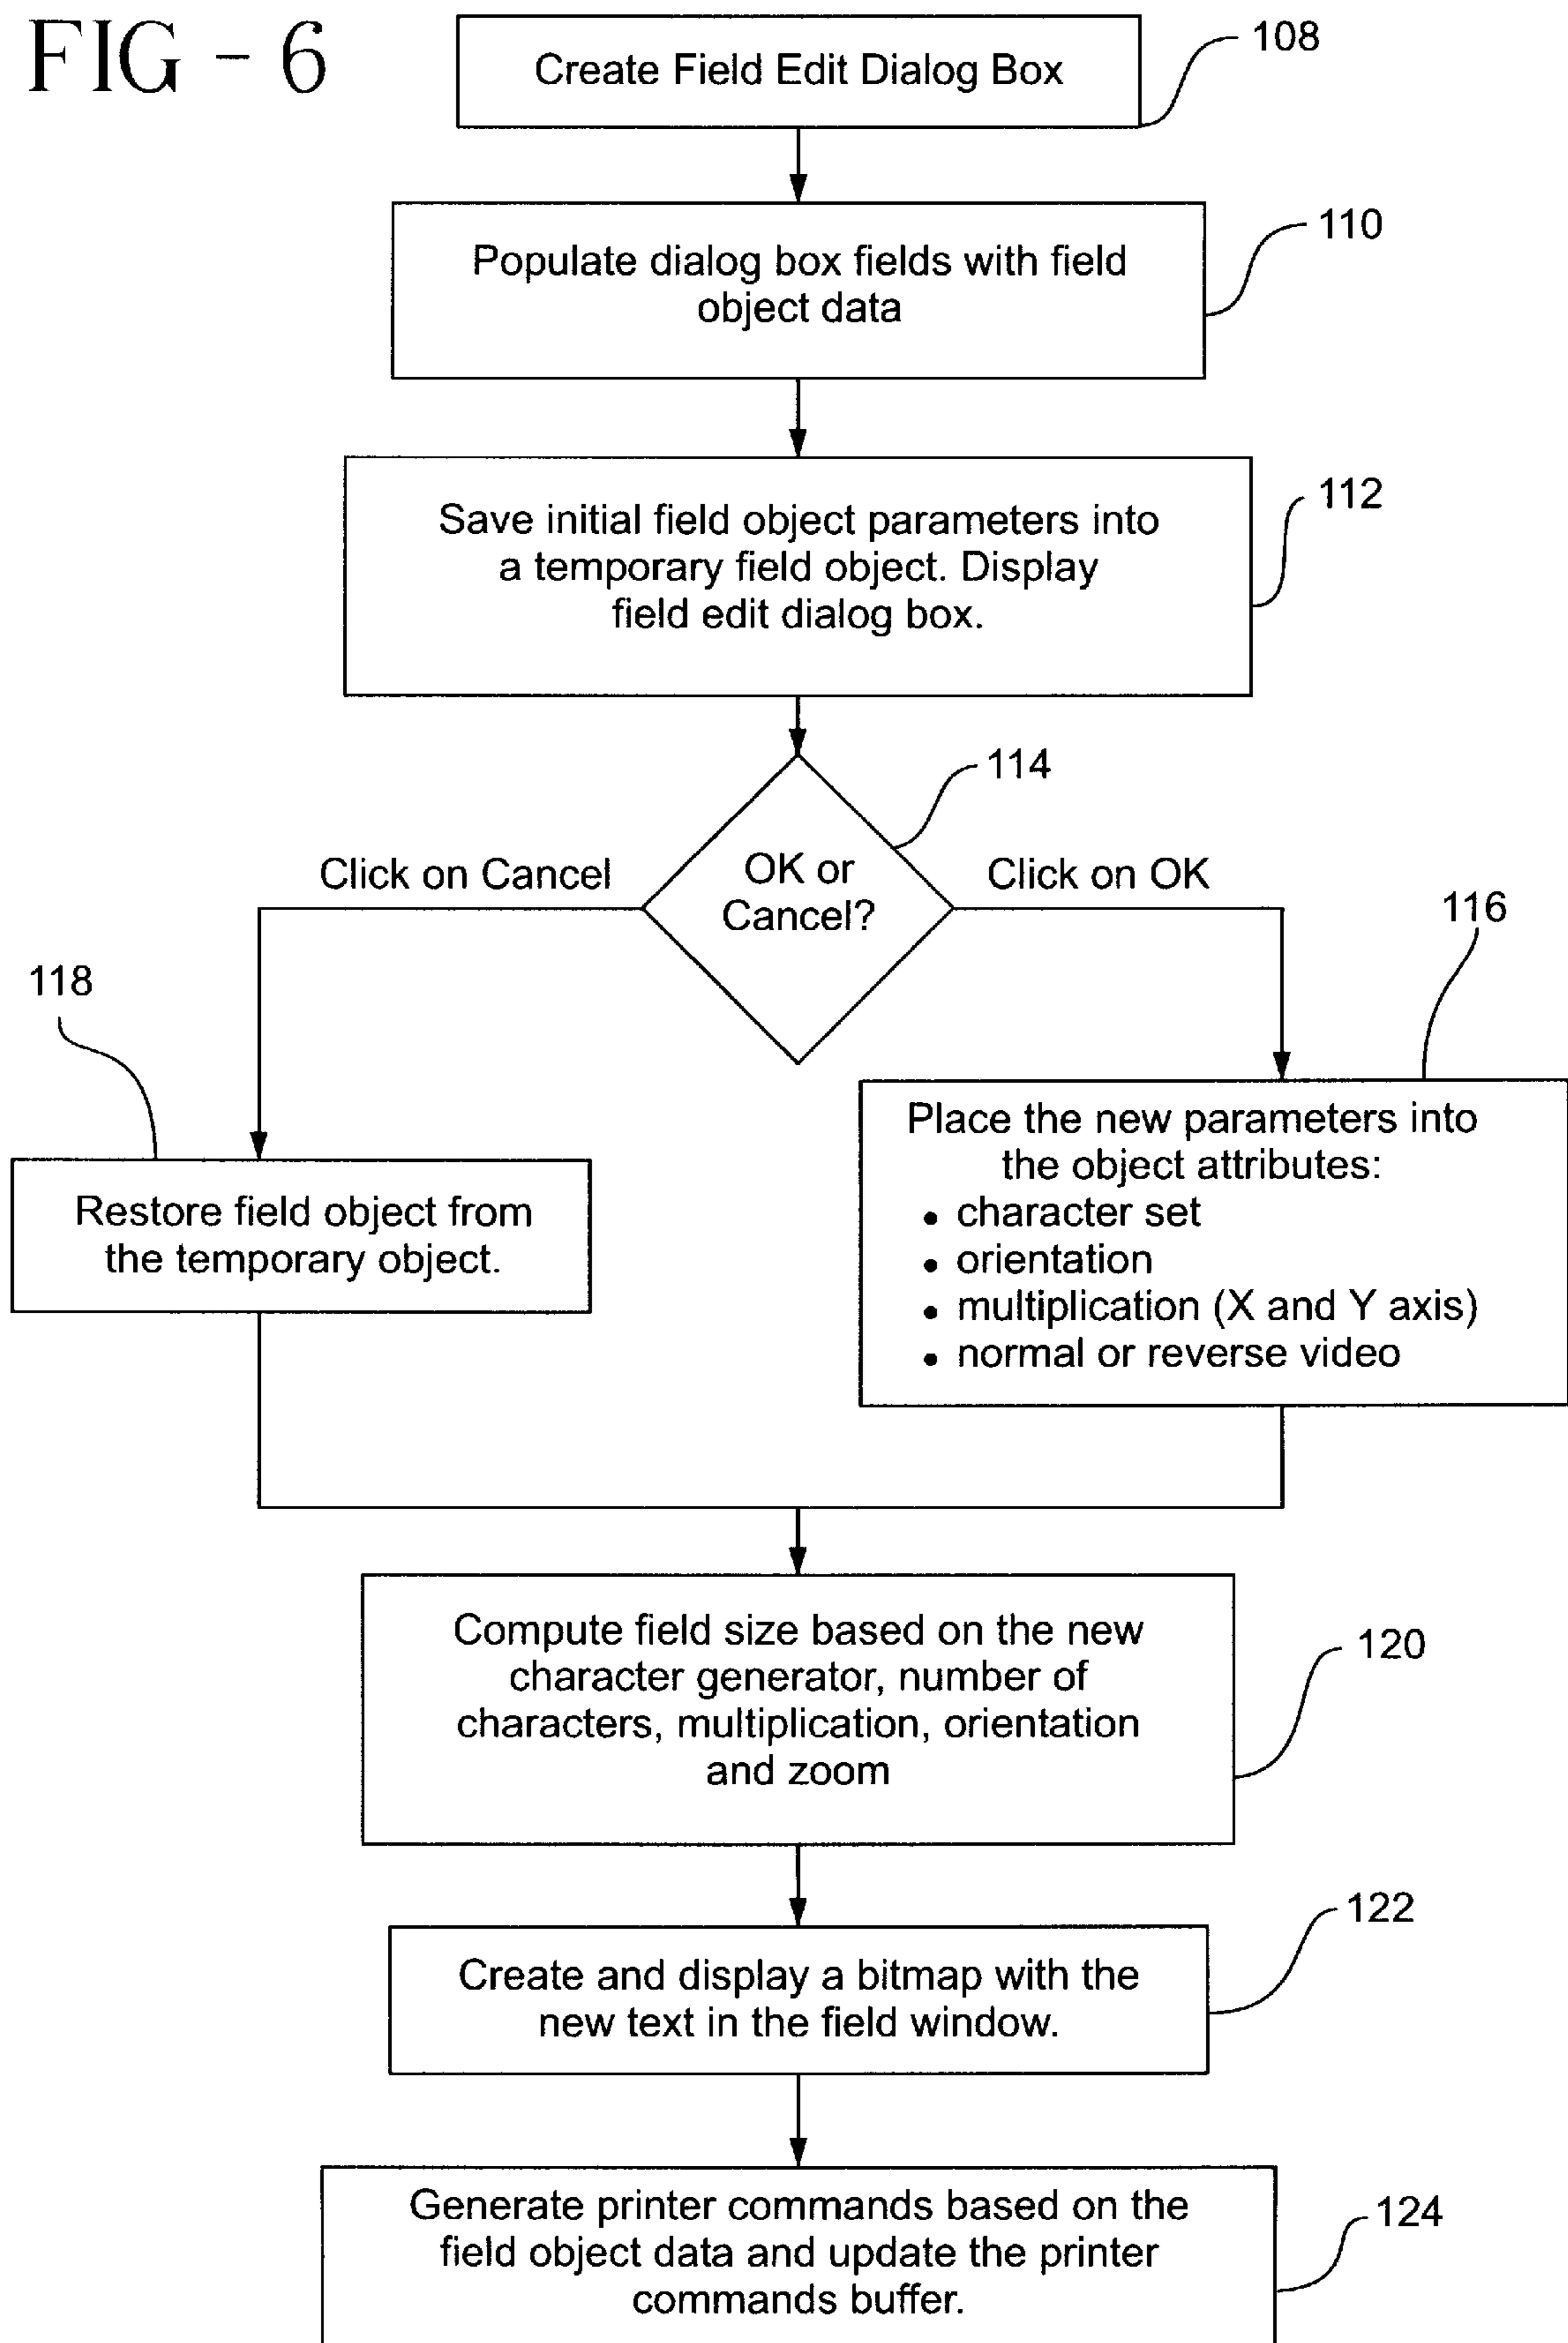 FIG - 6
Create Field Edit Dialog Box
108
Populate dialog box fields with field
object data
110
Save initial field object parameters into
a temporary field object. Display
field edit dialog box.
112
114
Click on Cancel
OK or
Cancel?
Click on OK
116
118
Restore field object from
the temporary object.
Place the new parameters into
the object attributes:
• character set
• orientation
• multiplication (X and Y axis)
• normal or reverse video
Compute field size based on the new
character generator, number of
characters, multiplication, orientation
and zoom
120
Create and display a bitmap with the
new text in the field window.
122
Generate printer commands based on the
field object data and update the printer
commands buffer.
124